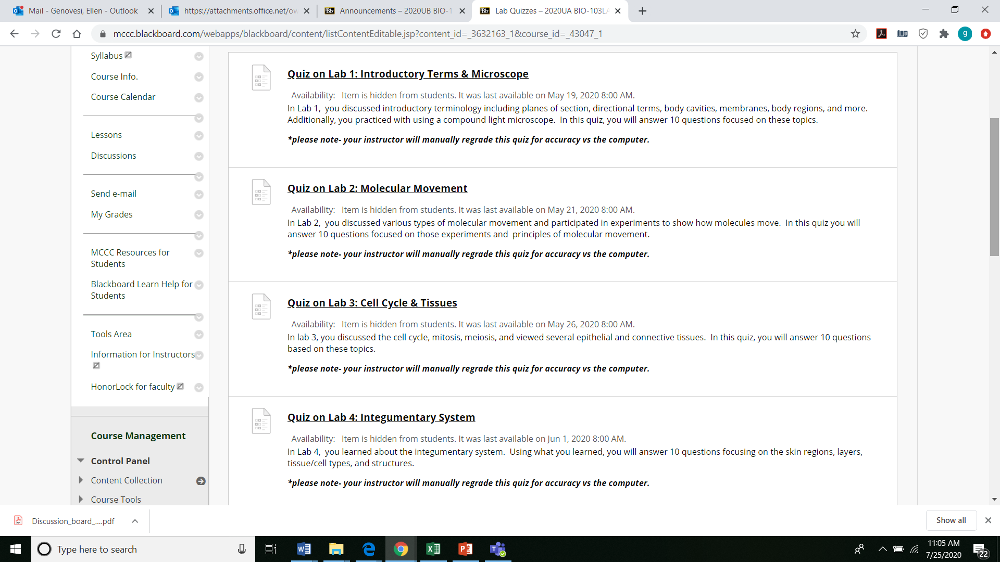 Mail - Genovesi, Ellen - Outlook
https://attachments.office.net/ow
Bb Announcements – 2020UB BIO-1
Bb Lab Quizzes – 2020UA BIO-103LA
mccc.blackboard.com/webapps/blackboard/content/listContentEditable.jsp?content_id=_3632163_1&course_id=_43047_1
g
Syllabus
Course Info.
Course Calendar
Lessons
Discussions
Send e-mail
My Grades
MCCC Resources for
Students
Blackboard Learn Help for
Students
Tools Area
Information for Instructors
HonorLock for faculty
Course Management
Control Panel
Content Collection
Course Tools
Quiz on Lab 1: Introductory Terms & Microscope
Availability: Item is hidden from students. It was last available on May 19, 2020 8:00 AM.
In Lab 1, you discussed introductory terminology including planes of section, directional terms, body cavities, membranes, body regions, and more.
Additionally, you practiced with using a compound light microscope. In this quiz, you will answer 10 questions focused on these topics.
*please note- your instructor will manually regrade this quiz for accuracy vs the computer.
Quiz on Lab 2: Molecular Movement
Availability: Item is hidden from students. It was last available on May 21, 2020 8:00 AM.
In Lab 2, you discussed various types of molecular movement and participated in experiments to show how molecules move. In this quiz you will
answer 10 questions focused on those experiments and principles of molecular movement.
*please note- your instructor will manually regrade this quiz for accuracy vs the computer.
Quiz on Lab 3: Cell Cycle & Tissues
Availability: Item is hidden from students. It was last available on May 26, 2020 8:00 AM.
In lab 3, you discussed the cell cycle, mitosis, meiosis, and viewed several epithelial and connective tissues. In this quiz, you will answer 10 questions
based on these topics.
*please note- your instructor will manually regrade this quiz for accuracy vs the computer.
Quiz on Lab 4: Integumentary System
Availability: Item is hidden from students. It was last available on Jun 1, 2020 8:00 AM.
In Lab 4, you learned about the integumentary system. Using what you learned, you will answer 10 questions focusing on the skin regions, layers,
tissue/cell types, and structures.
*please note- your instructor will manually regrade this quiz for accuracy vs the computer.
Discussion_board_....pdf
Show all
Type here to search
11:05 AM
7/25/2020
22